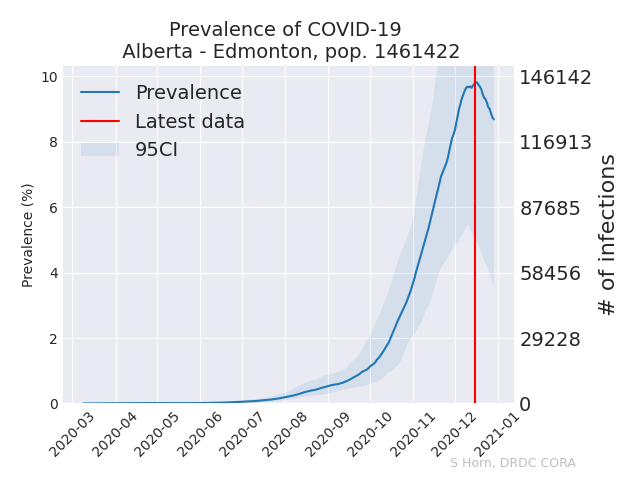 Prevalence of COVID-19
Alberta - Edmonton, pop. 1461422
Prevalence
Latest data
95CI
Prevalence (%)
10
8
6
4
2
0
146142
116913
87685
58456
29228
0
# of infections
2020-03
2020-04
2020-05
2020-06
2020-07
2020-08
2020-09
2020-10
2020-11
2020-12
2021-01
S Horn, DRDC CORA